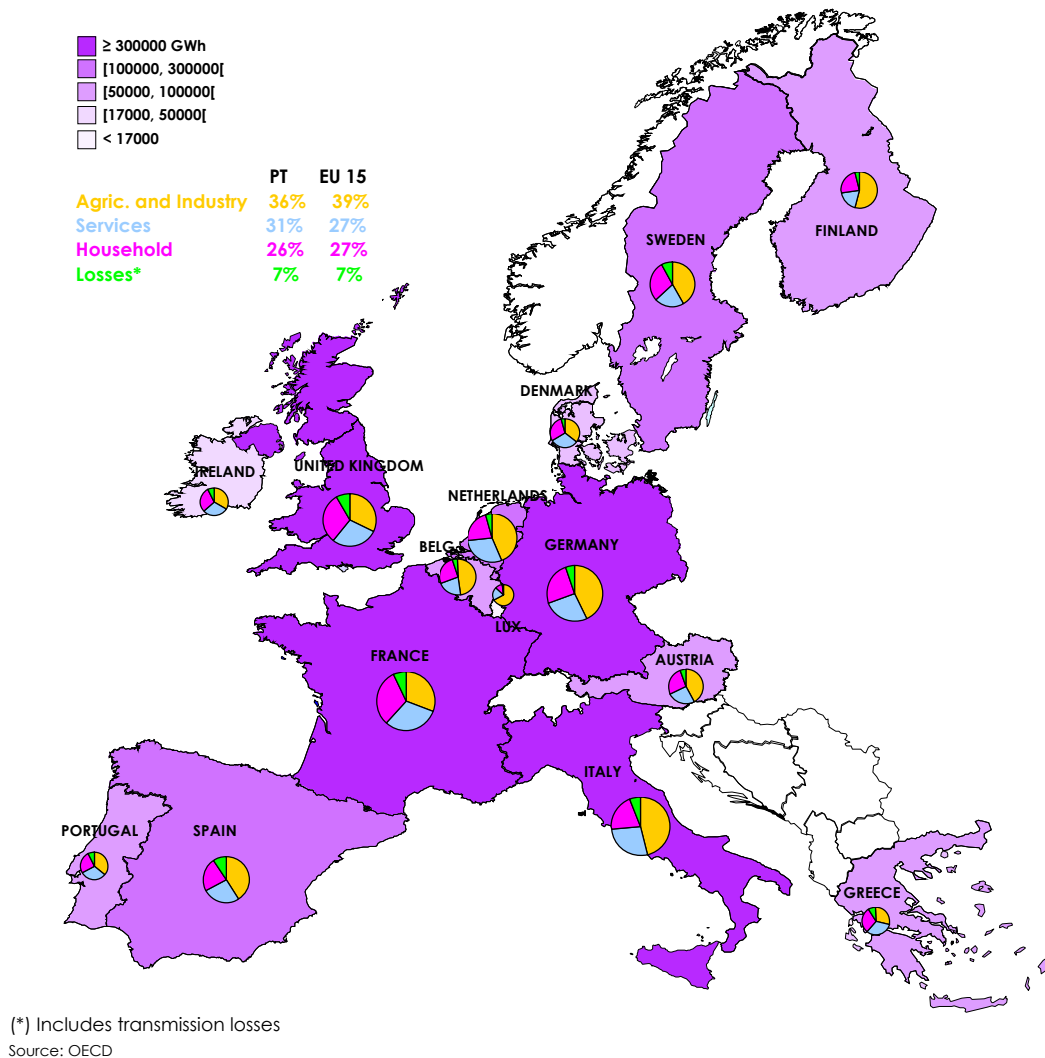 ≥ 300000 GWh
[100000, 300000[
[50000, 100000[
[17000, 50000[
< 17000
PT EU 15
Agric. and Industry 36% 39%
Services 31% 27%
Household 26% 27%
Losses* 7% 7%
FINLAND
SWEDEN
DENMARK
IRELAND
UNITED KINGDOM
NETHERLANDS
BELG
GERMANY
LUX
FRANCE
AUSTRIA
ITALY
PORTUGAL
SPAIN
GREECE
(*) Includes transmission losses
Source: OECD